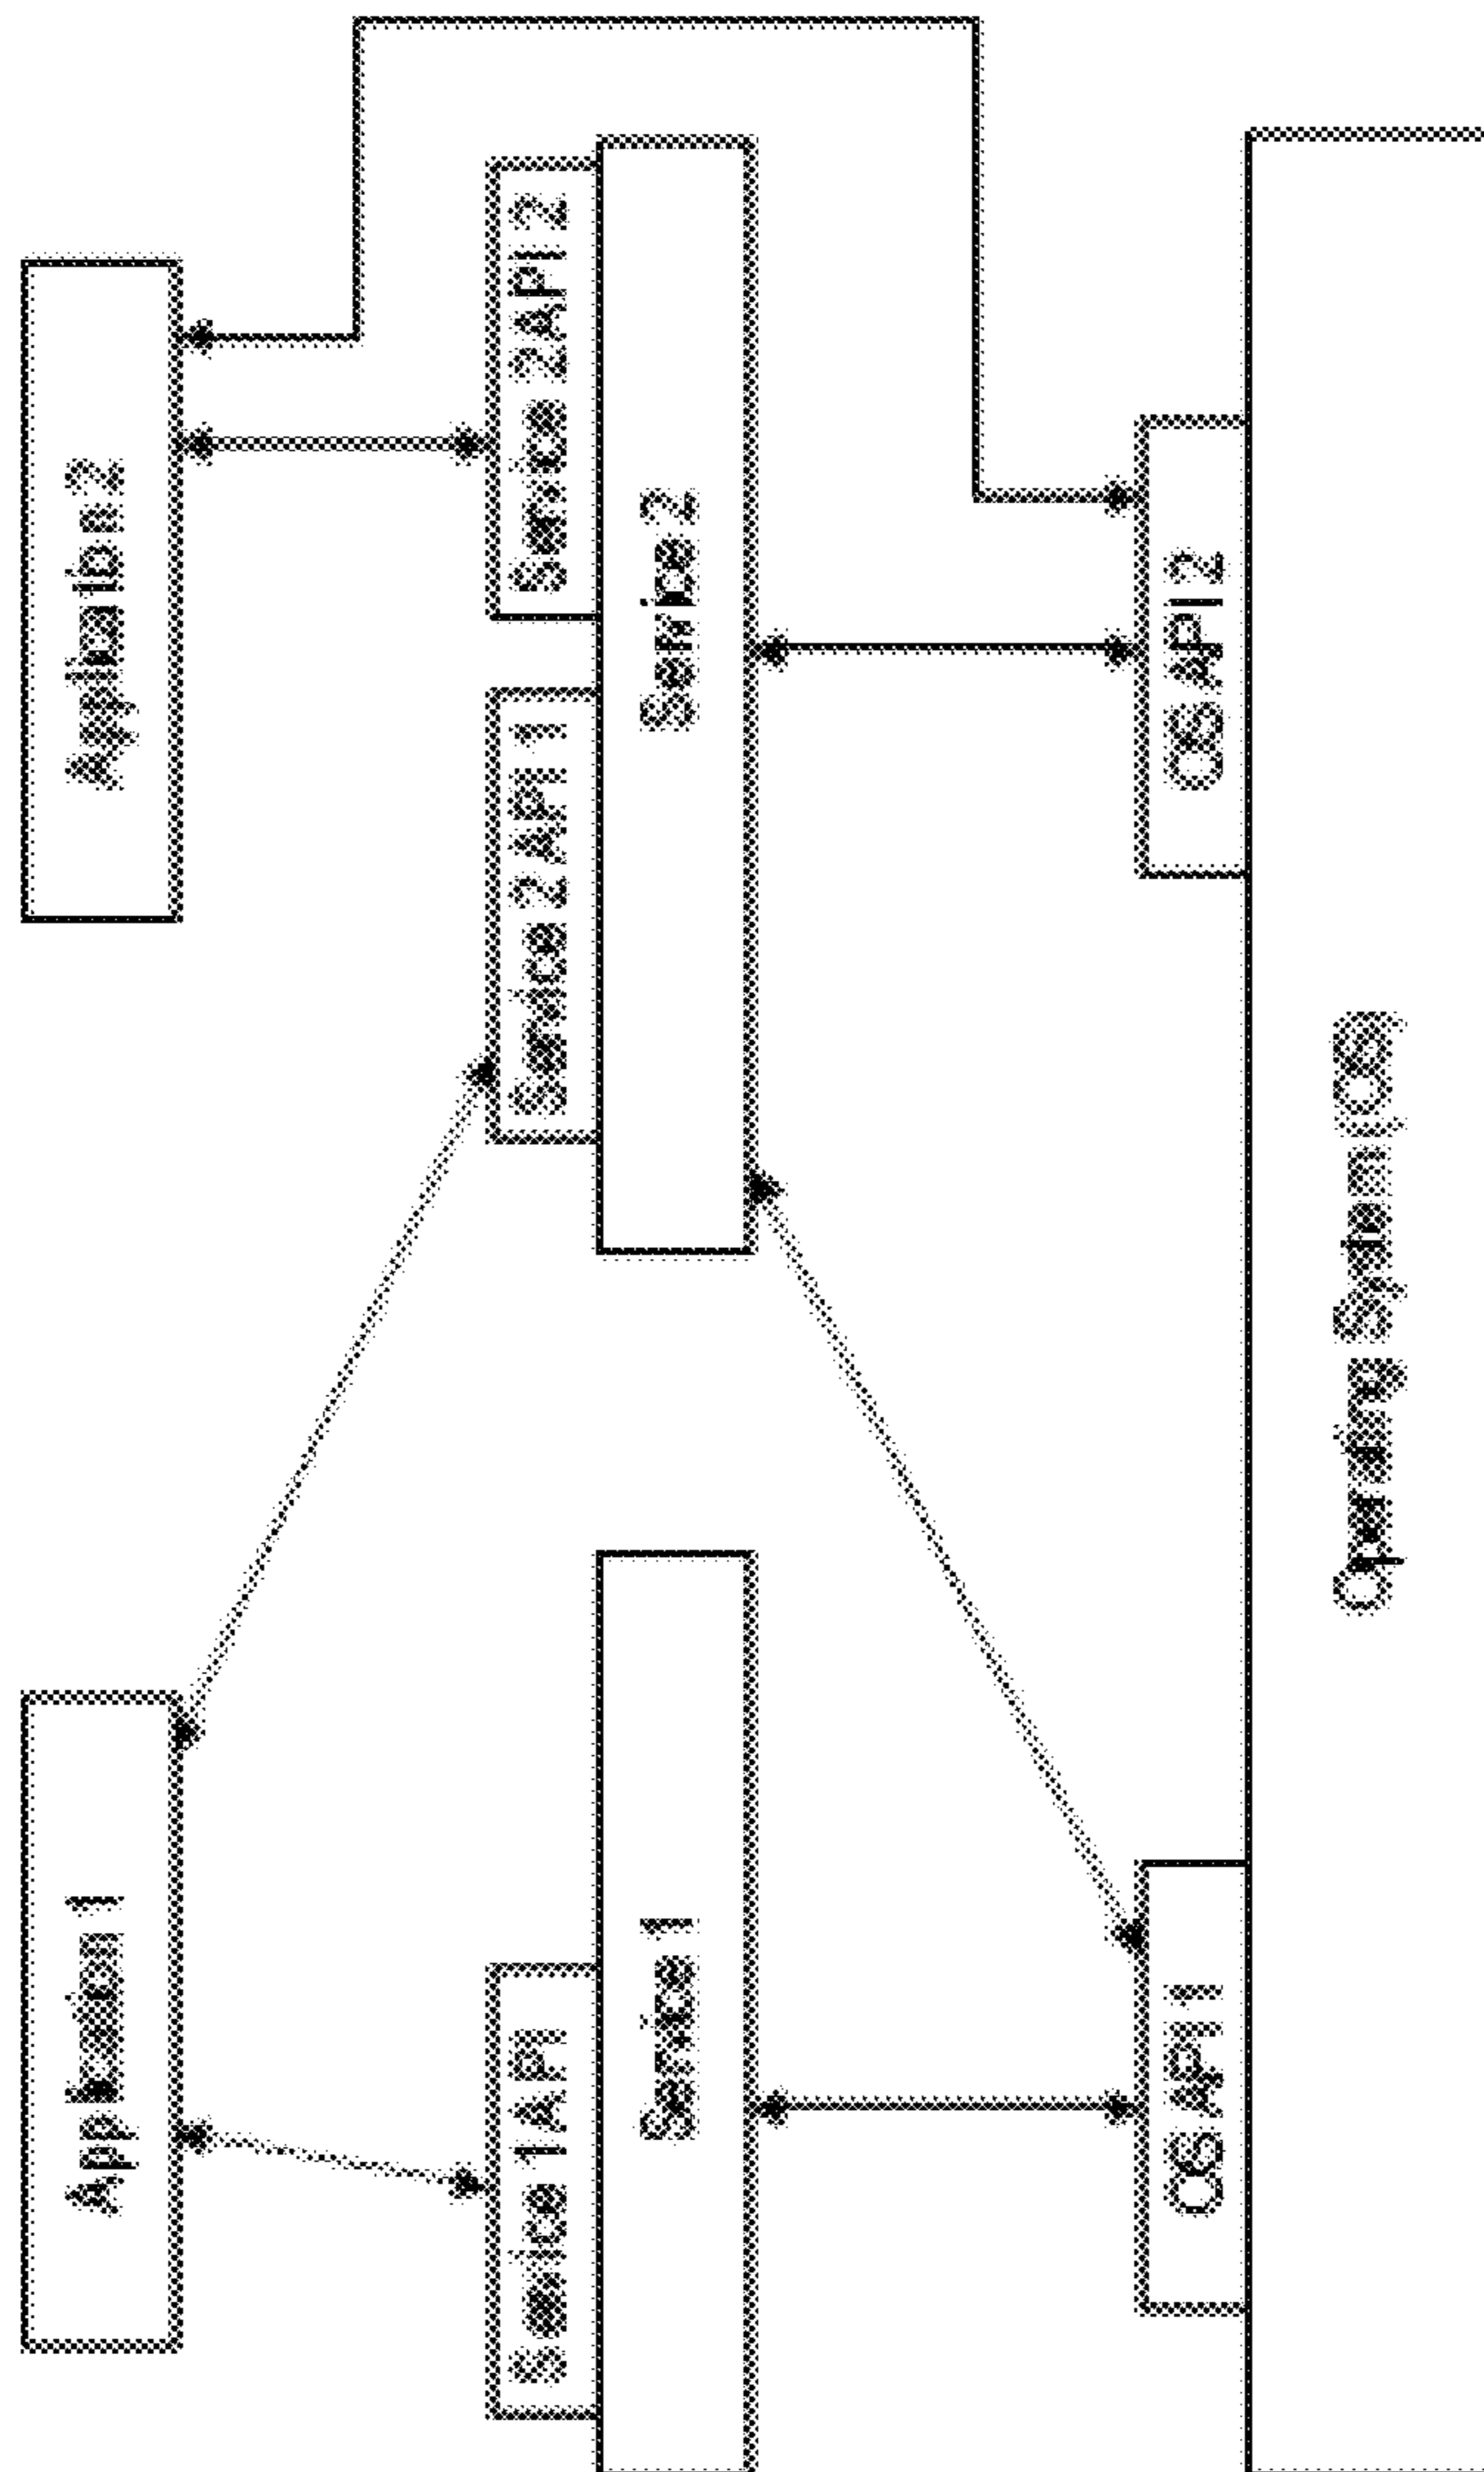 Application 1
Application 2
Service 1 API
Service 2 API 1
Service 2 API 2
Service 1
Service 2
OS API 1
OS API 2
Operating System (OS)